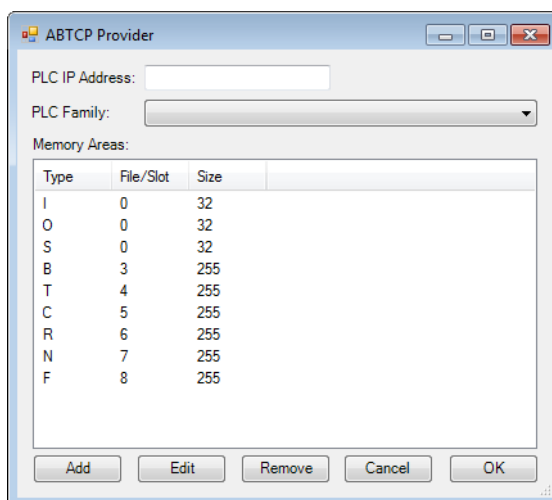 ABTCP Provider
PLC IP Address:
PLC Family:
Memory Areas:
Type File/Slot Size
I 0 32
O 0 32
S 0 32
B 3 255
T 4 255
C 5 255
R 6 255
N 7 255
F 8 255
Add Edit Remove Cancel OK